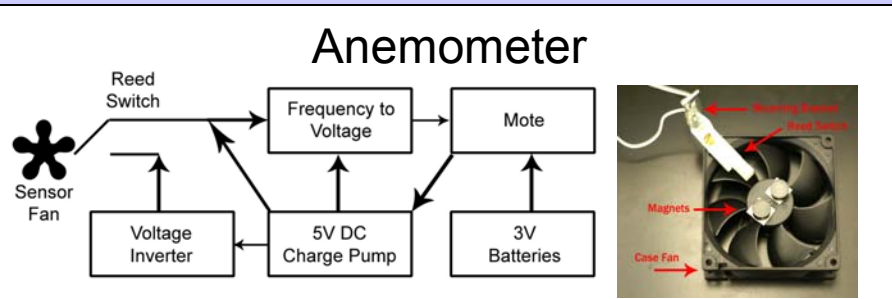 Anemometer
Reed
Switch
Frequency to
Voltage
Mote
Sensor
Fan
Voltage
Inverter
5V DC
Charge Pump
3V
Batteries
Reed Switch
Magnets
Case Fan